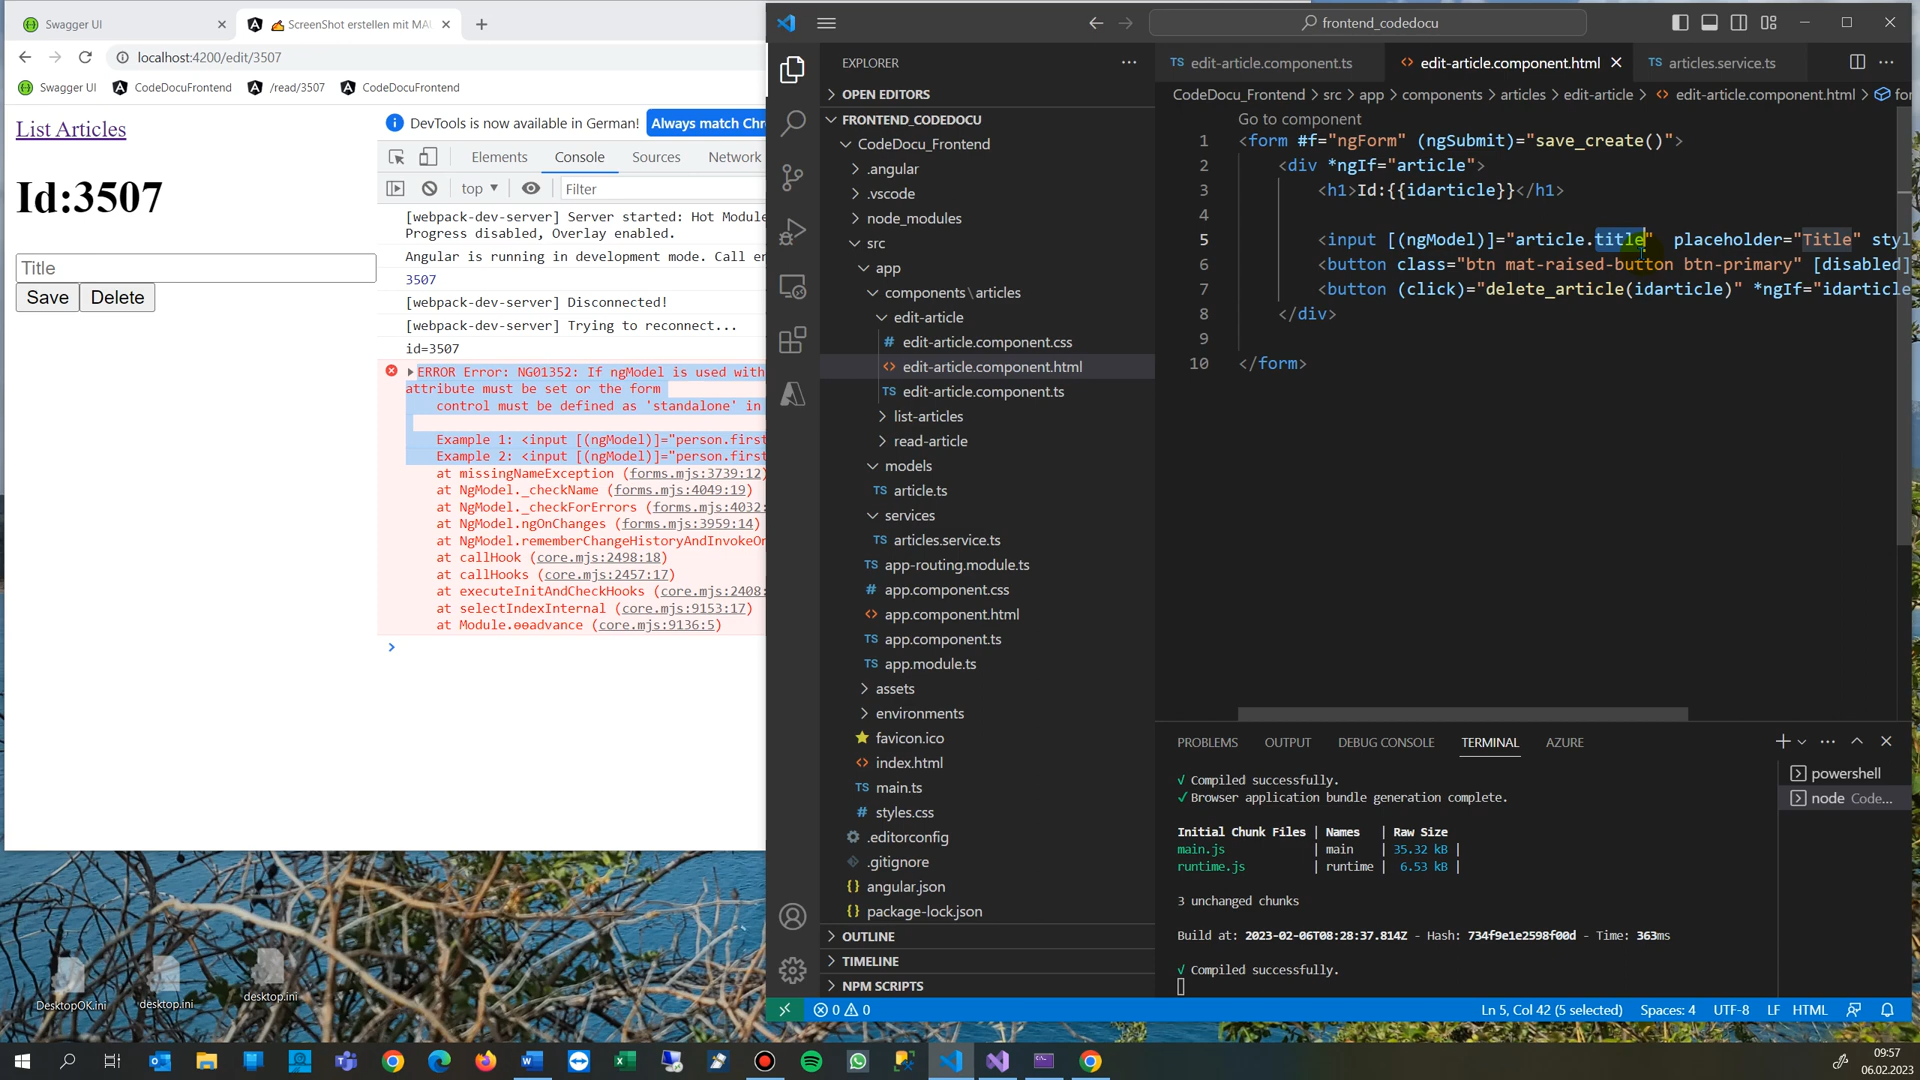 Swagger UI
ScreenShot erstellen mit MA
localhost:4200/edit/3507
Swagger UI
CodeDocuFrontend
/read/3507
CodeDocuFrontend
List Articles
Id:3507
Title
Save
Delete
DevTools is now available in German!
Always match Chr
Elements
Console
Sources
Network
top
Filter
[webpack-dev-server] Server started: Hot Modul
Progress disabled, Overlay enabled.
Angular is running in development mode. Call en
3507
[webpack-dev-server] Disconnected!
[webpack-dev-server] Trying to reconnect...
id=3507
ERROR Error: NG01352: If ngModel is used with
attribute must be set or the form
control must be defined as 'standalone' in
Example 1: <input [(ngModel)]="person.first
Example 2: <input [(ngModel)]="person.first
at missingNameException (forms.mjs:3739:12)
at NgModel._checkName (forms.mjs:4049:19)
at NgModel._checkForErrors (forms.mjs:4032:
at NgModel.ngOnChanges (forms.mjs:3959:14)
at NgModel.rememberChangeHistoryAndInvokeOn
at callHook (core.mjs:2498:18)
at callHooks (core.mjs:2457:17)
at executeInitAndCheckHooks (core.mjs:2408:
at selectIndexInternal (core.mjs:9153:17)
at Module.ɵɵadvance (core.mjs:9136:5)
frontend_codedocu
EXPLORER
OPEN EDITORS
FRONTEND_CODEDOCU
CodeDocu_Frontend
.angular
.vscode
node_modules
src
app
components\articles
edit-article
# edit-article.component.css
<> edit-article.component.html
TS edit-article.component.ts
list-articles
read-article
models
TS article.ts
services
TS articles.service.ts
TS app-routing.module.ts
# app.component.css
<> app.component.html
TS app.component.ts
TS app.module.ts
assets
environments
favicon.ico
<> index.html
TS main.ts
# styles.css
.editorconfig
.gitignore
{} angular.json
{} package-lock.json
OUTLINE
TIMELINE
NPM SCRIPTS
TS edit-article.component.ts
<> edit-article.component.html
TS articles.service.ts
CodeDocu_Frontend > src > app > components > articles > edit-article > <> edit-article.component.html > for
Go to component
1 <form #f="ngForm" (ngSubmit)="save_create()">
2 <div *ngIf="article">
3 <h1>Id:{{idarticle}}</h1>
4
5 <input [(ngModel)]="article.title" placeholder="Title" styl
6 <button class="btn mat-raised-button btn-primary" [disabled]
7 <button (click)="delete_article(idarticle)" *ngIf="idarticle
8 </div>
9
10 </form>
PROBLEMS
OUTPUT
DEBUG CONSOLE
TERMINAL
AZURE
powershell
node Code...
√ Compiled successfully.
✓ Browser application bundle generation complete.
Initial Chunk Files | Names | Raw Size
main.js | main | 35.32 kB |
runtime.js | runtime | 6.53 kB |
3 unchanged chunks
Build at: 2023-02-06T08:28:37.814Z - Hash: 734f9e1e2598f00d - Time: 363ms
√ Compiled successfully.
0 0
Ln 5, Col 42 (5 selected)
Spaces: 4
UTF-8
LF
HTML
DesktopOK.ini
desktop.ini
desktop.ini
09:57
06.02.2023